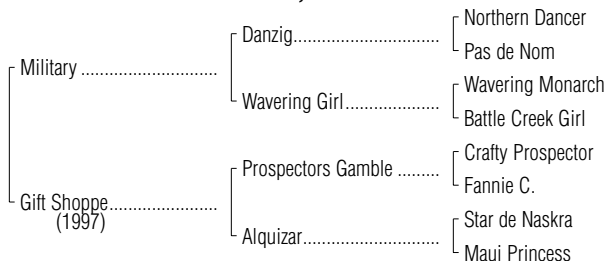 Northern Dancer
Danzig................................
Pas de Nom
Military ..............................
Wavering Monarch
Wavering Girl.....................
Battle Creek Girl
Crafty Prospector
Prospectors Gamble .........
Fannie C.
Gift Shoppe........................
(1997)
Star de Naskra
Alquizar..............................
Maui Princess